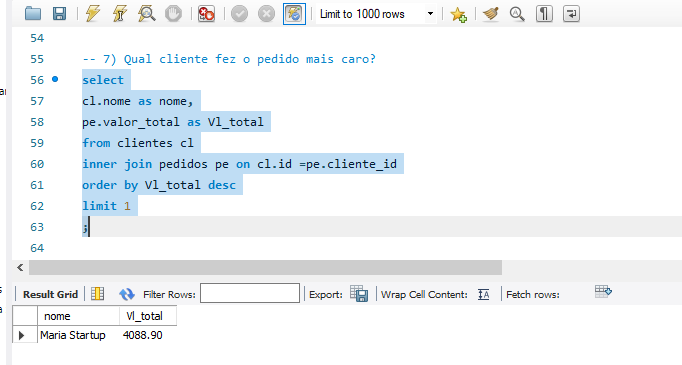 Limit to 1000 rows
54
55 -- 7) Qual cliente fez o pedido mais caro?
56 select
57 cl.nome as nome,
58 pe.valor_total as Vl_total
59 from clientes cl
60 inner join pedidos pe on cl.id =pe.cliente_id
61 order by Vl_total desc
62 limit 1
63 ;
64
Result Grid Filter Rows: Export: Wrap Cell Content: Fetch rows:
nome Vl_total
Maria Startup 4088.90